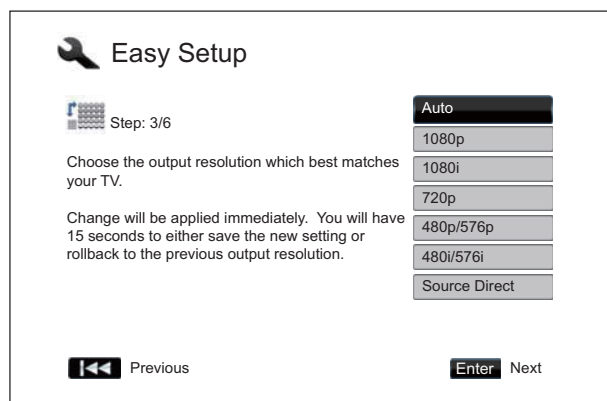 Easy Setup
Step: 3/6
Choose the output resolution which best matches
your TV.
Change will be applied immediately.  You will have
15 seconds to either save the new setting or
rollback to the previous output resolution.
Auto
1080p
1080i
720p
480p/576p
480i/576i
Source Direct
Previous
Enter Next